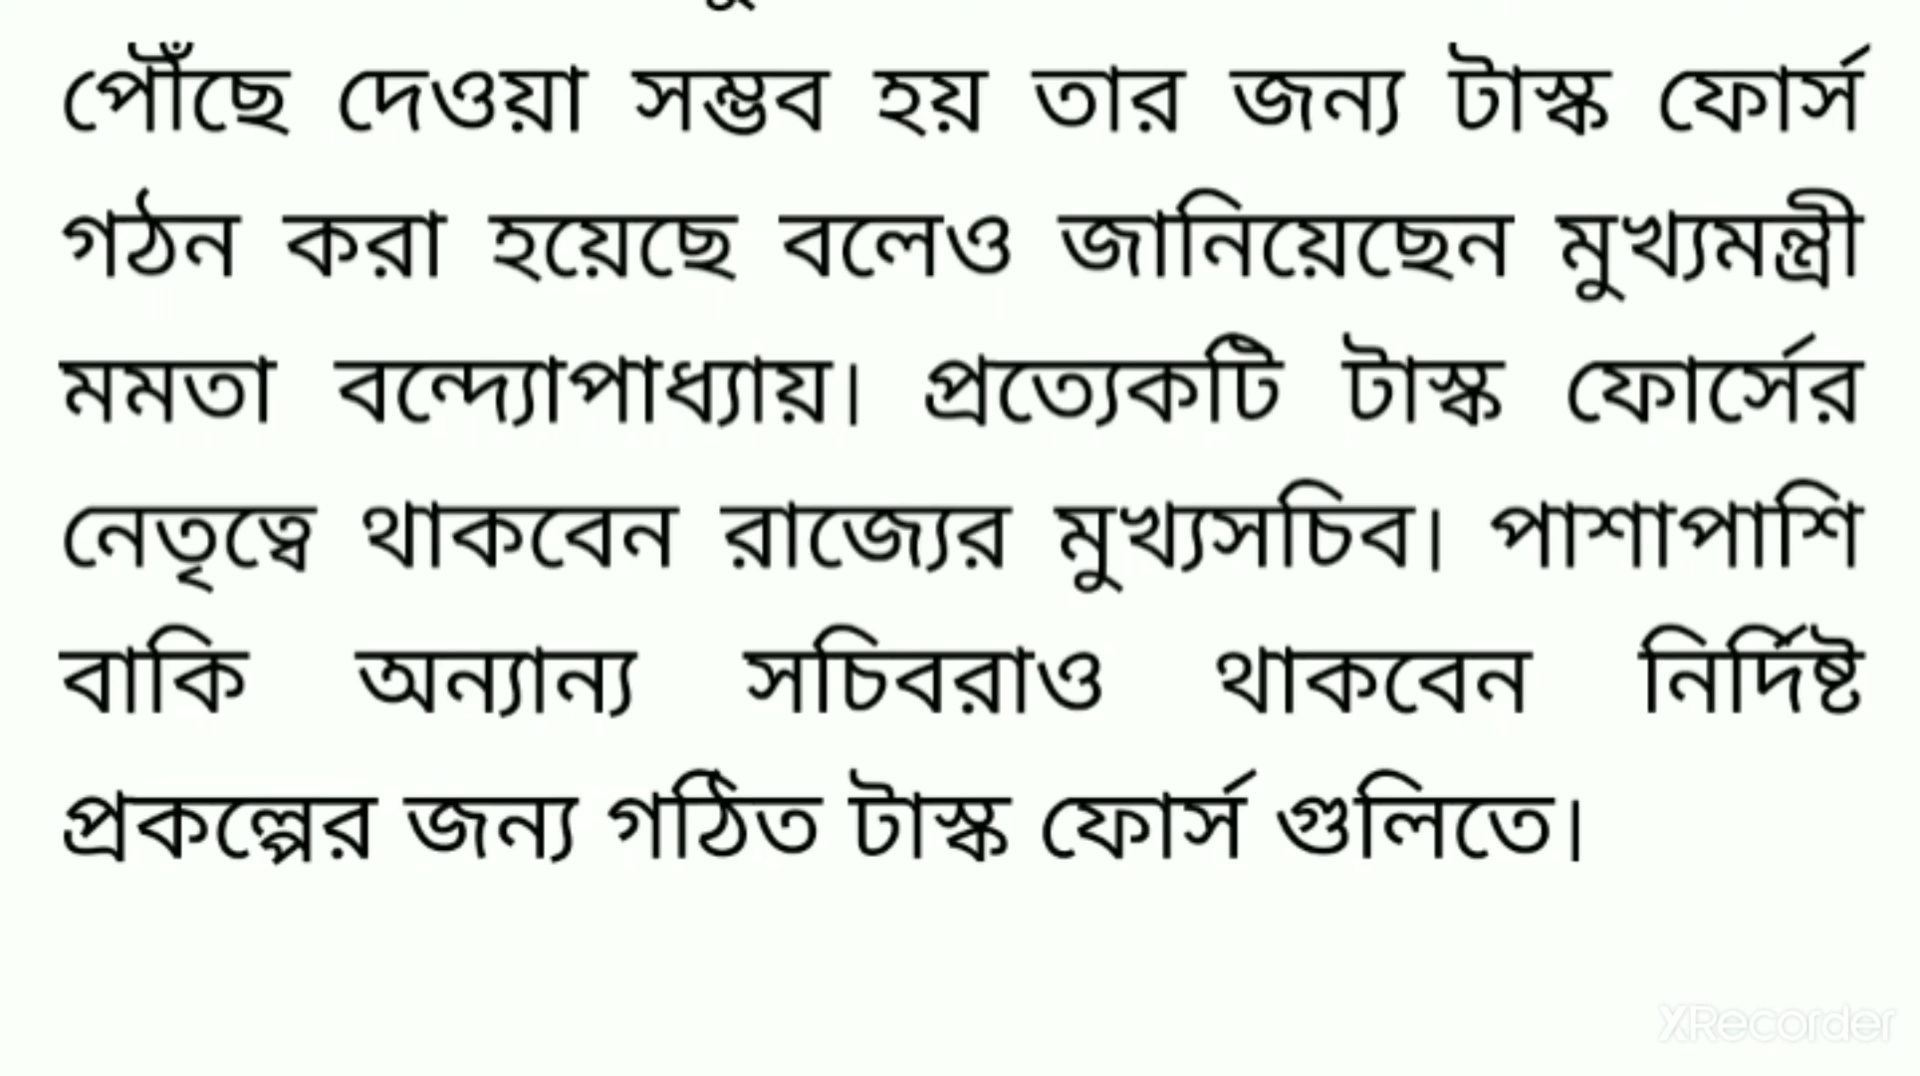 পৌঁছে দেওয়া সম্ভব হয় তার জন্য টাস্ক ফোর্স
গঠন করা হয়েছে বলেও জানিয়েছেন মুখ্যমন্ত্রী
মমতা বন্দ্যোপাধ্যায়। প্রত্যেকটি টাস্ক ফোর্সের
নেতৃত্বে থাকবেন রাজ্যের মুখ্যসচিব। পাশাপাশি
বাকি অন্যান্য সচিবরাও থাকবেন নির্দিষ্ট
প্রকল্পের জন্য গঠিত টাস্ক ফোর্স গুলিতে।
XRecorder